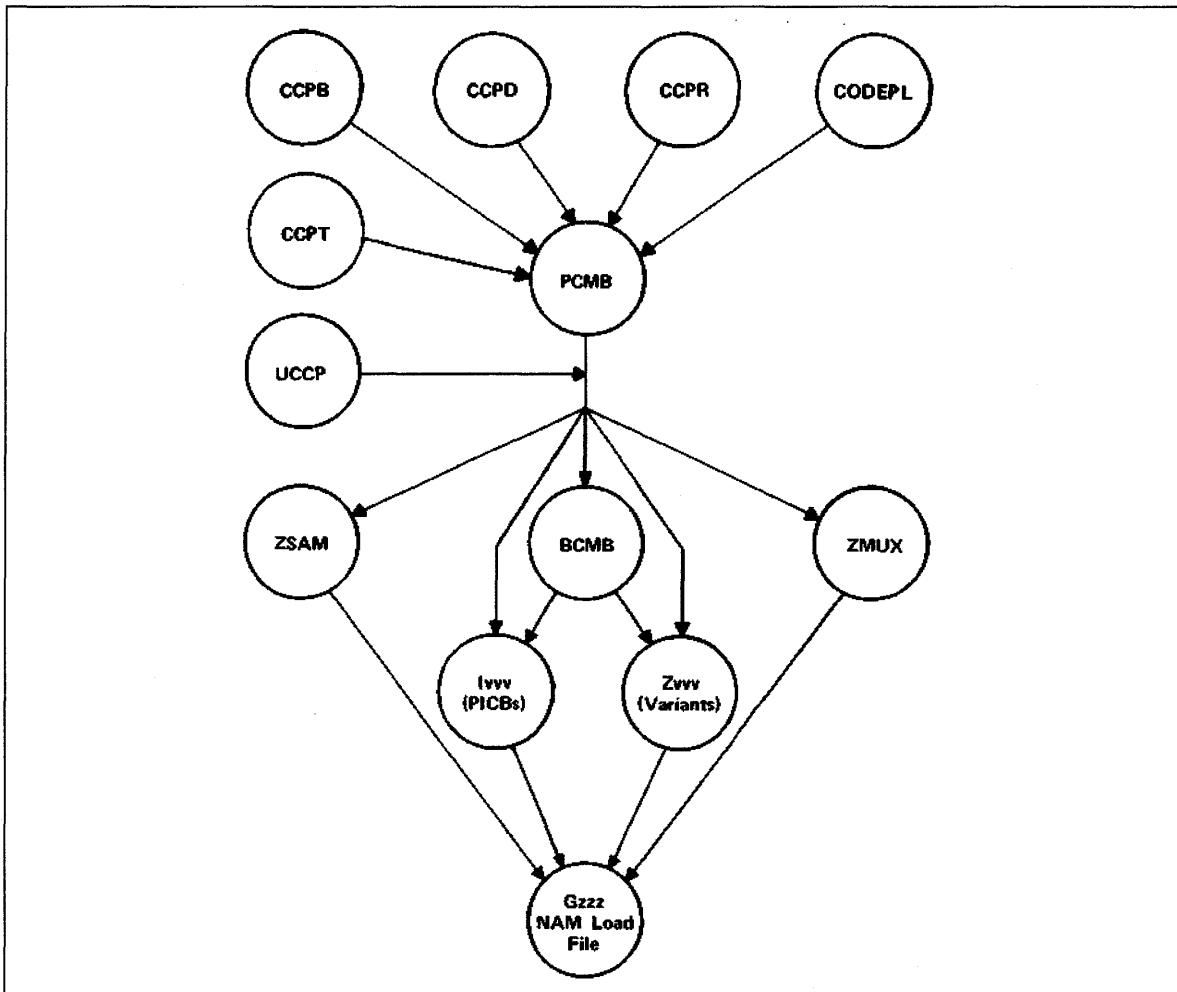 CCPB
CCPD
CCPR
CODEPL
CCPT
PCMB
UCCP
ZSAM
BCMB
ZMUX
Ivvv
(PICBs)
Zvvv
(Variants)
Gzzz
NAM Load
File